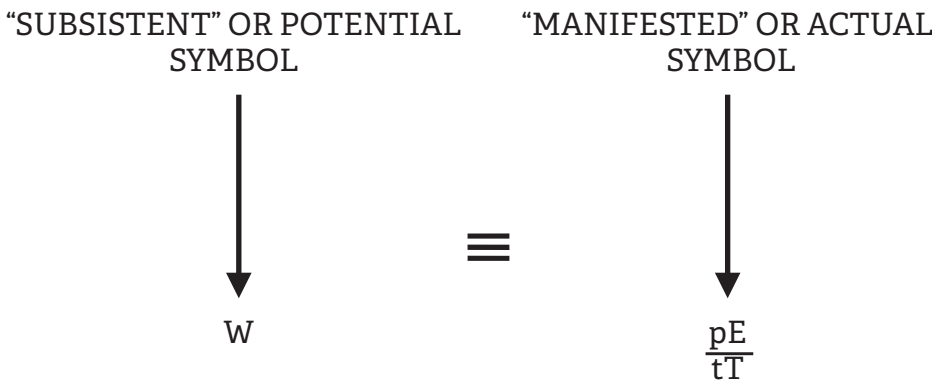 “SUBSISTENT” OR POTENTIAL
SYMBOL
“MANIFESTED” OR ACTUAL
SYMBOL
≡
W
pE
tT